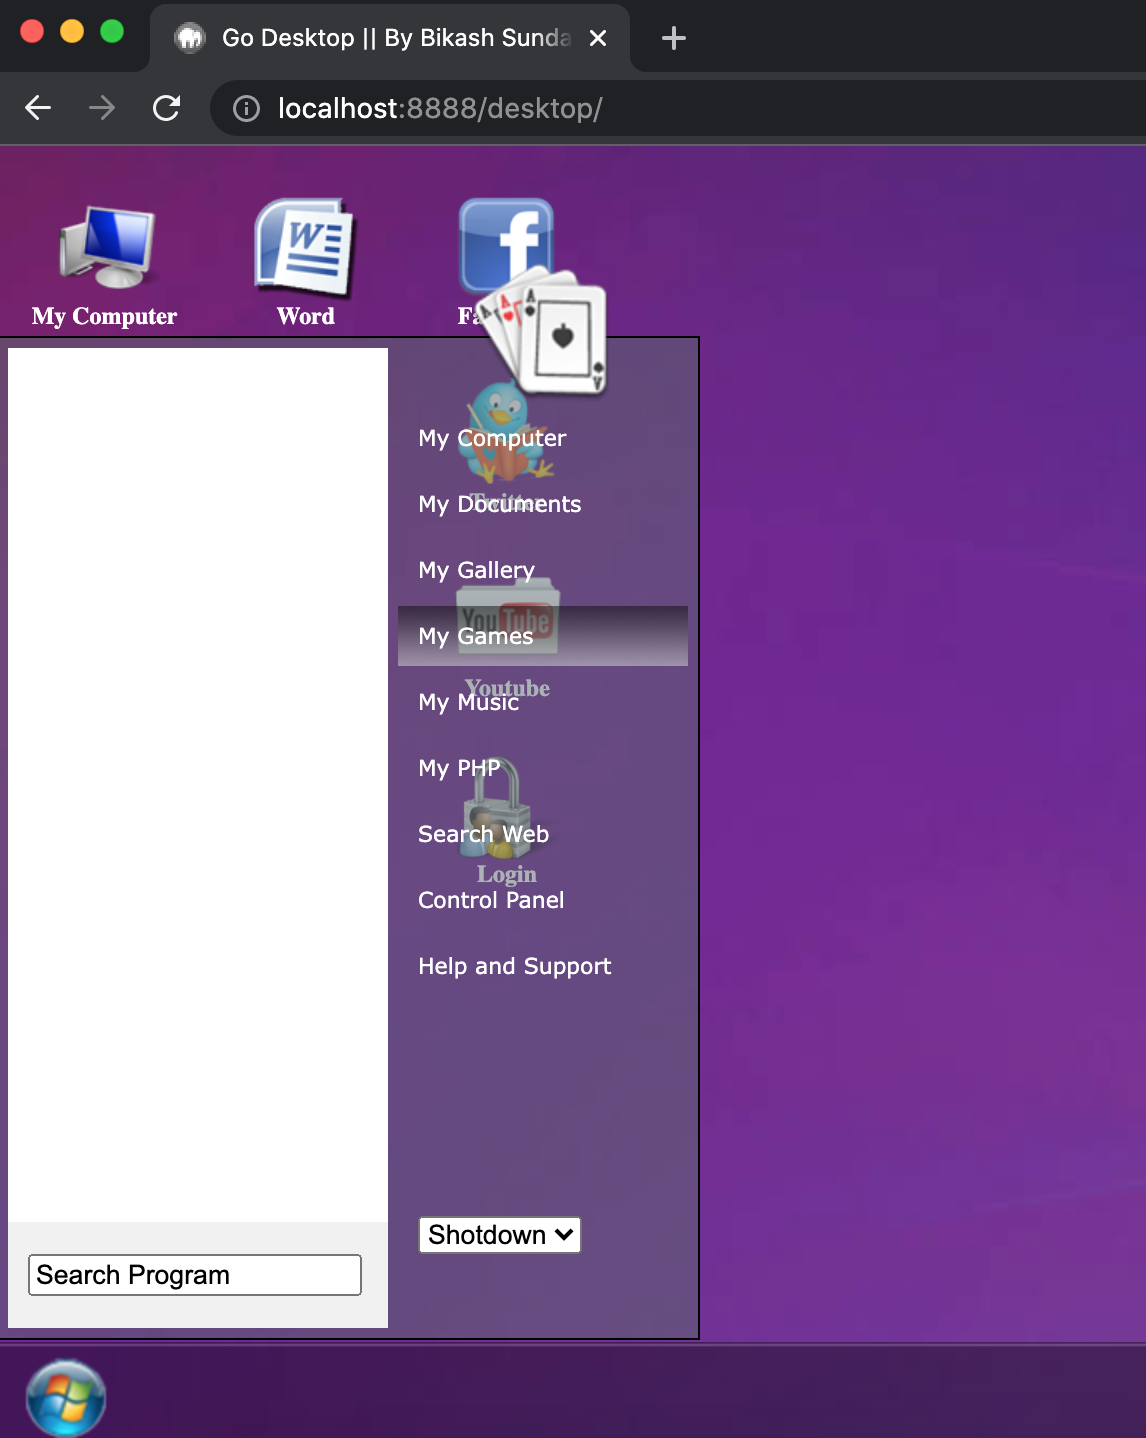 Go Desktop || By Bikash Sunda
localhost:8888/desktop/
My Computer
Word
Fa
My Computer
Twitter
My Documents
My Gallery
YouTube
My Games
Youtube
My Music
My PHP
Search Web
Login
Control Panel
Help and Support
Shotdown
Search Program